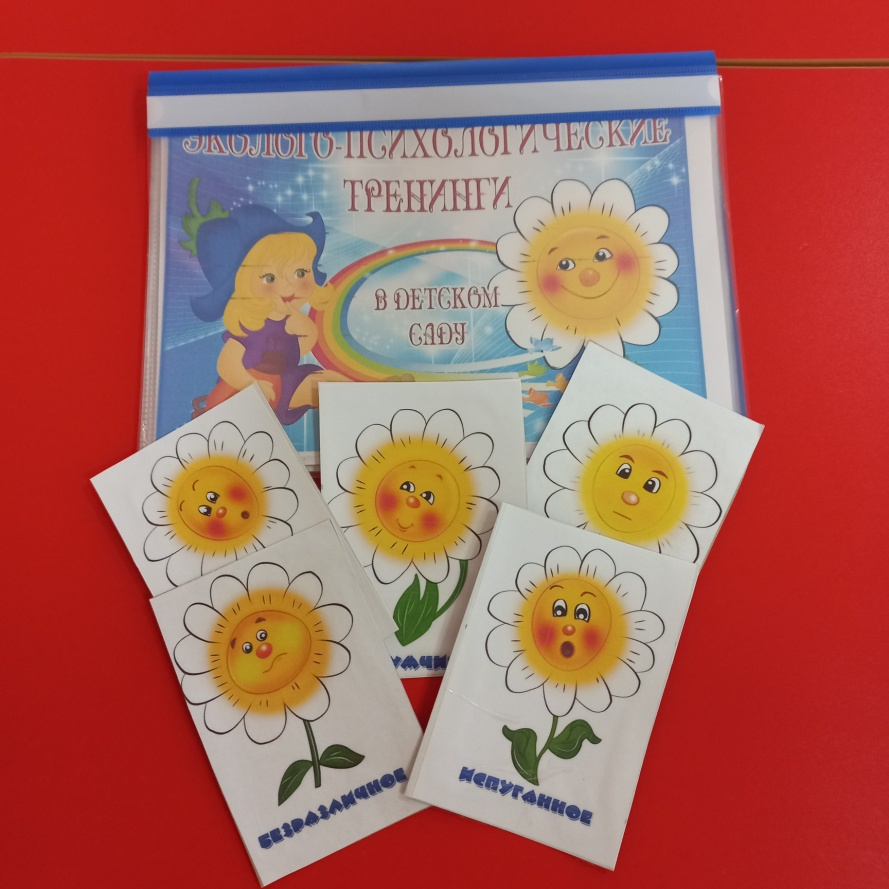 ЭКОЛОГО-ПСИХОЛОГИЧЕСКИЕ
ТРЕНИНГИ
В ДЕТСКОМ
САДУ
БЕЗРАЗЛИЧНОЕ
ИСПУГАННОЕ